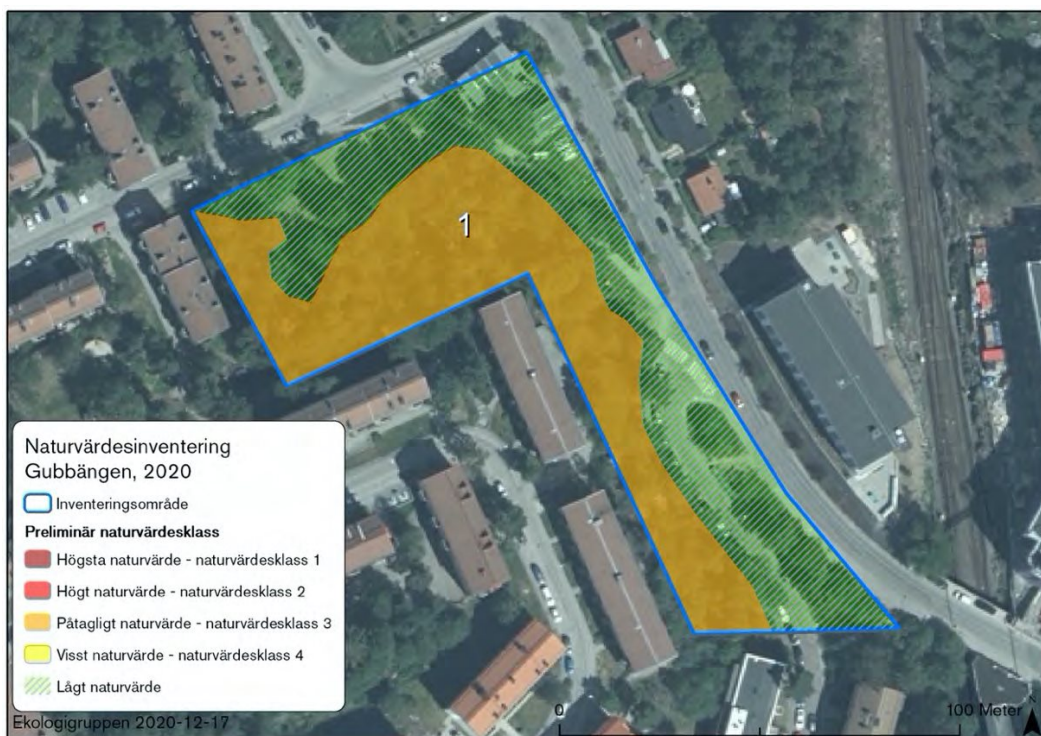 1
Naturvärdesinventering
Gubbängen, 2020
Inventeringsområde
Preliminär naturvärdesklass
Högsta naturvärde - naturvärdesklass 1
Högt naturvärde - naturvärdesklass 2
Påtagligt naturvärde - naturvärdesklass 3
Visst naturvärde - naturvärdesklass 4
Lågt naturvärde
Ekologigruppen 2020-12-17
0
100 Meter